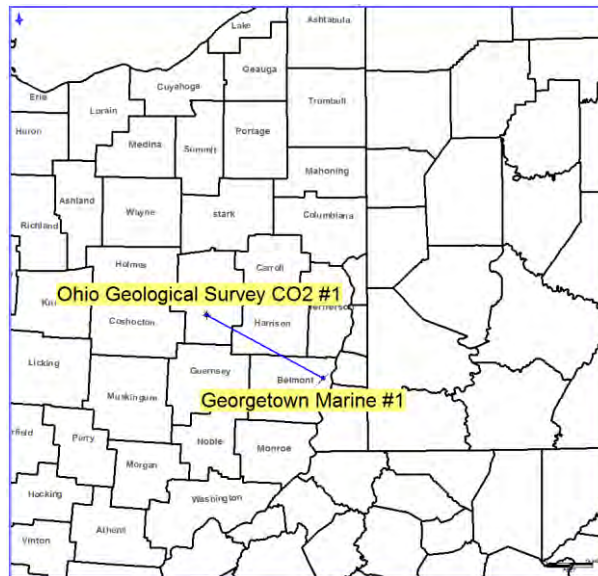 Lake
Ashtabula
Geauga
Cuyahoga
Erie
Lorain
Trumbull
Huron
Medina
Summit
Portage
Mahoning
Ashland
Wayne
stark
Columbiana
Richland
Holmes
Carroll
Ohio Geological Survey CO2 #1
Harrison
Coshocton
Licking
Guernsey
Belmont
Georgetown Marine #1
Muskingum
Noble
Monroe
Perry
Morgan
Washington
Hocking
Vinton